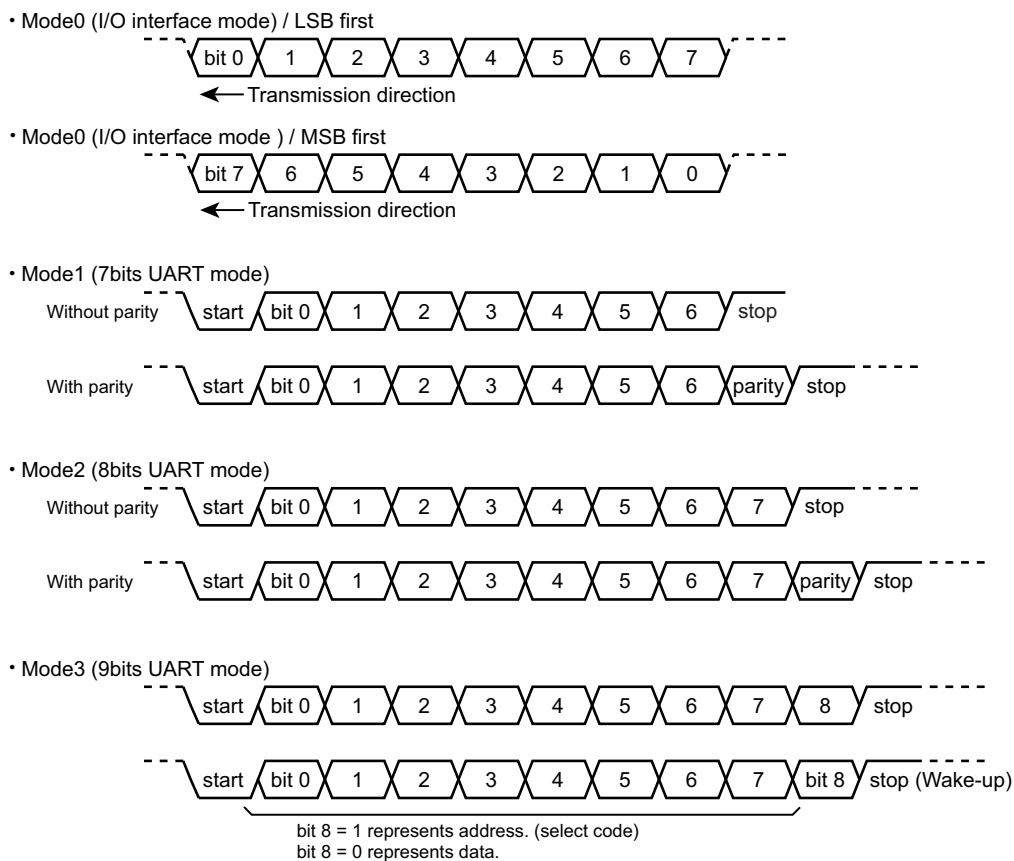 ・Mode0 (I/O interface mode) / LSB first
bit 0 1 2 3 4 5 6 7
Transmission direction
・Mode0 (I/O interface mode ) / MSB first
bit 7 6 5 4 3 2 1 0
Transmission direction
・Mode1 (7bits UART mode)
Without parity start bit 0 1 2 3 4 5 6 stop
With parity start bit 0 1 2 3 4 5 6 parity stop
・Mode2 (8bits UART mode)
Without parity start bit 0 1 2 3 4 5 6 7 stop
With parity start bit 0 1 2 3 4 5 6 7 parity stop
・Mode3 (9bits UART mode)
start bit 0 1 2 3 4 5 6 7 8 stop
start bit 0 1 2 3 4 5 6 7 bit 8 stop (Wake-up)
bit 8 = 1 represents address. (select code)
bit 8 = 0 represents data.